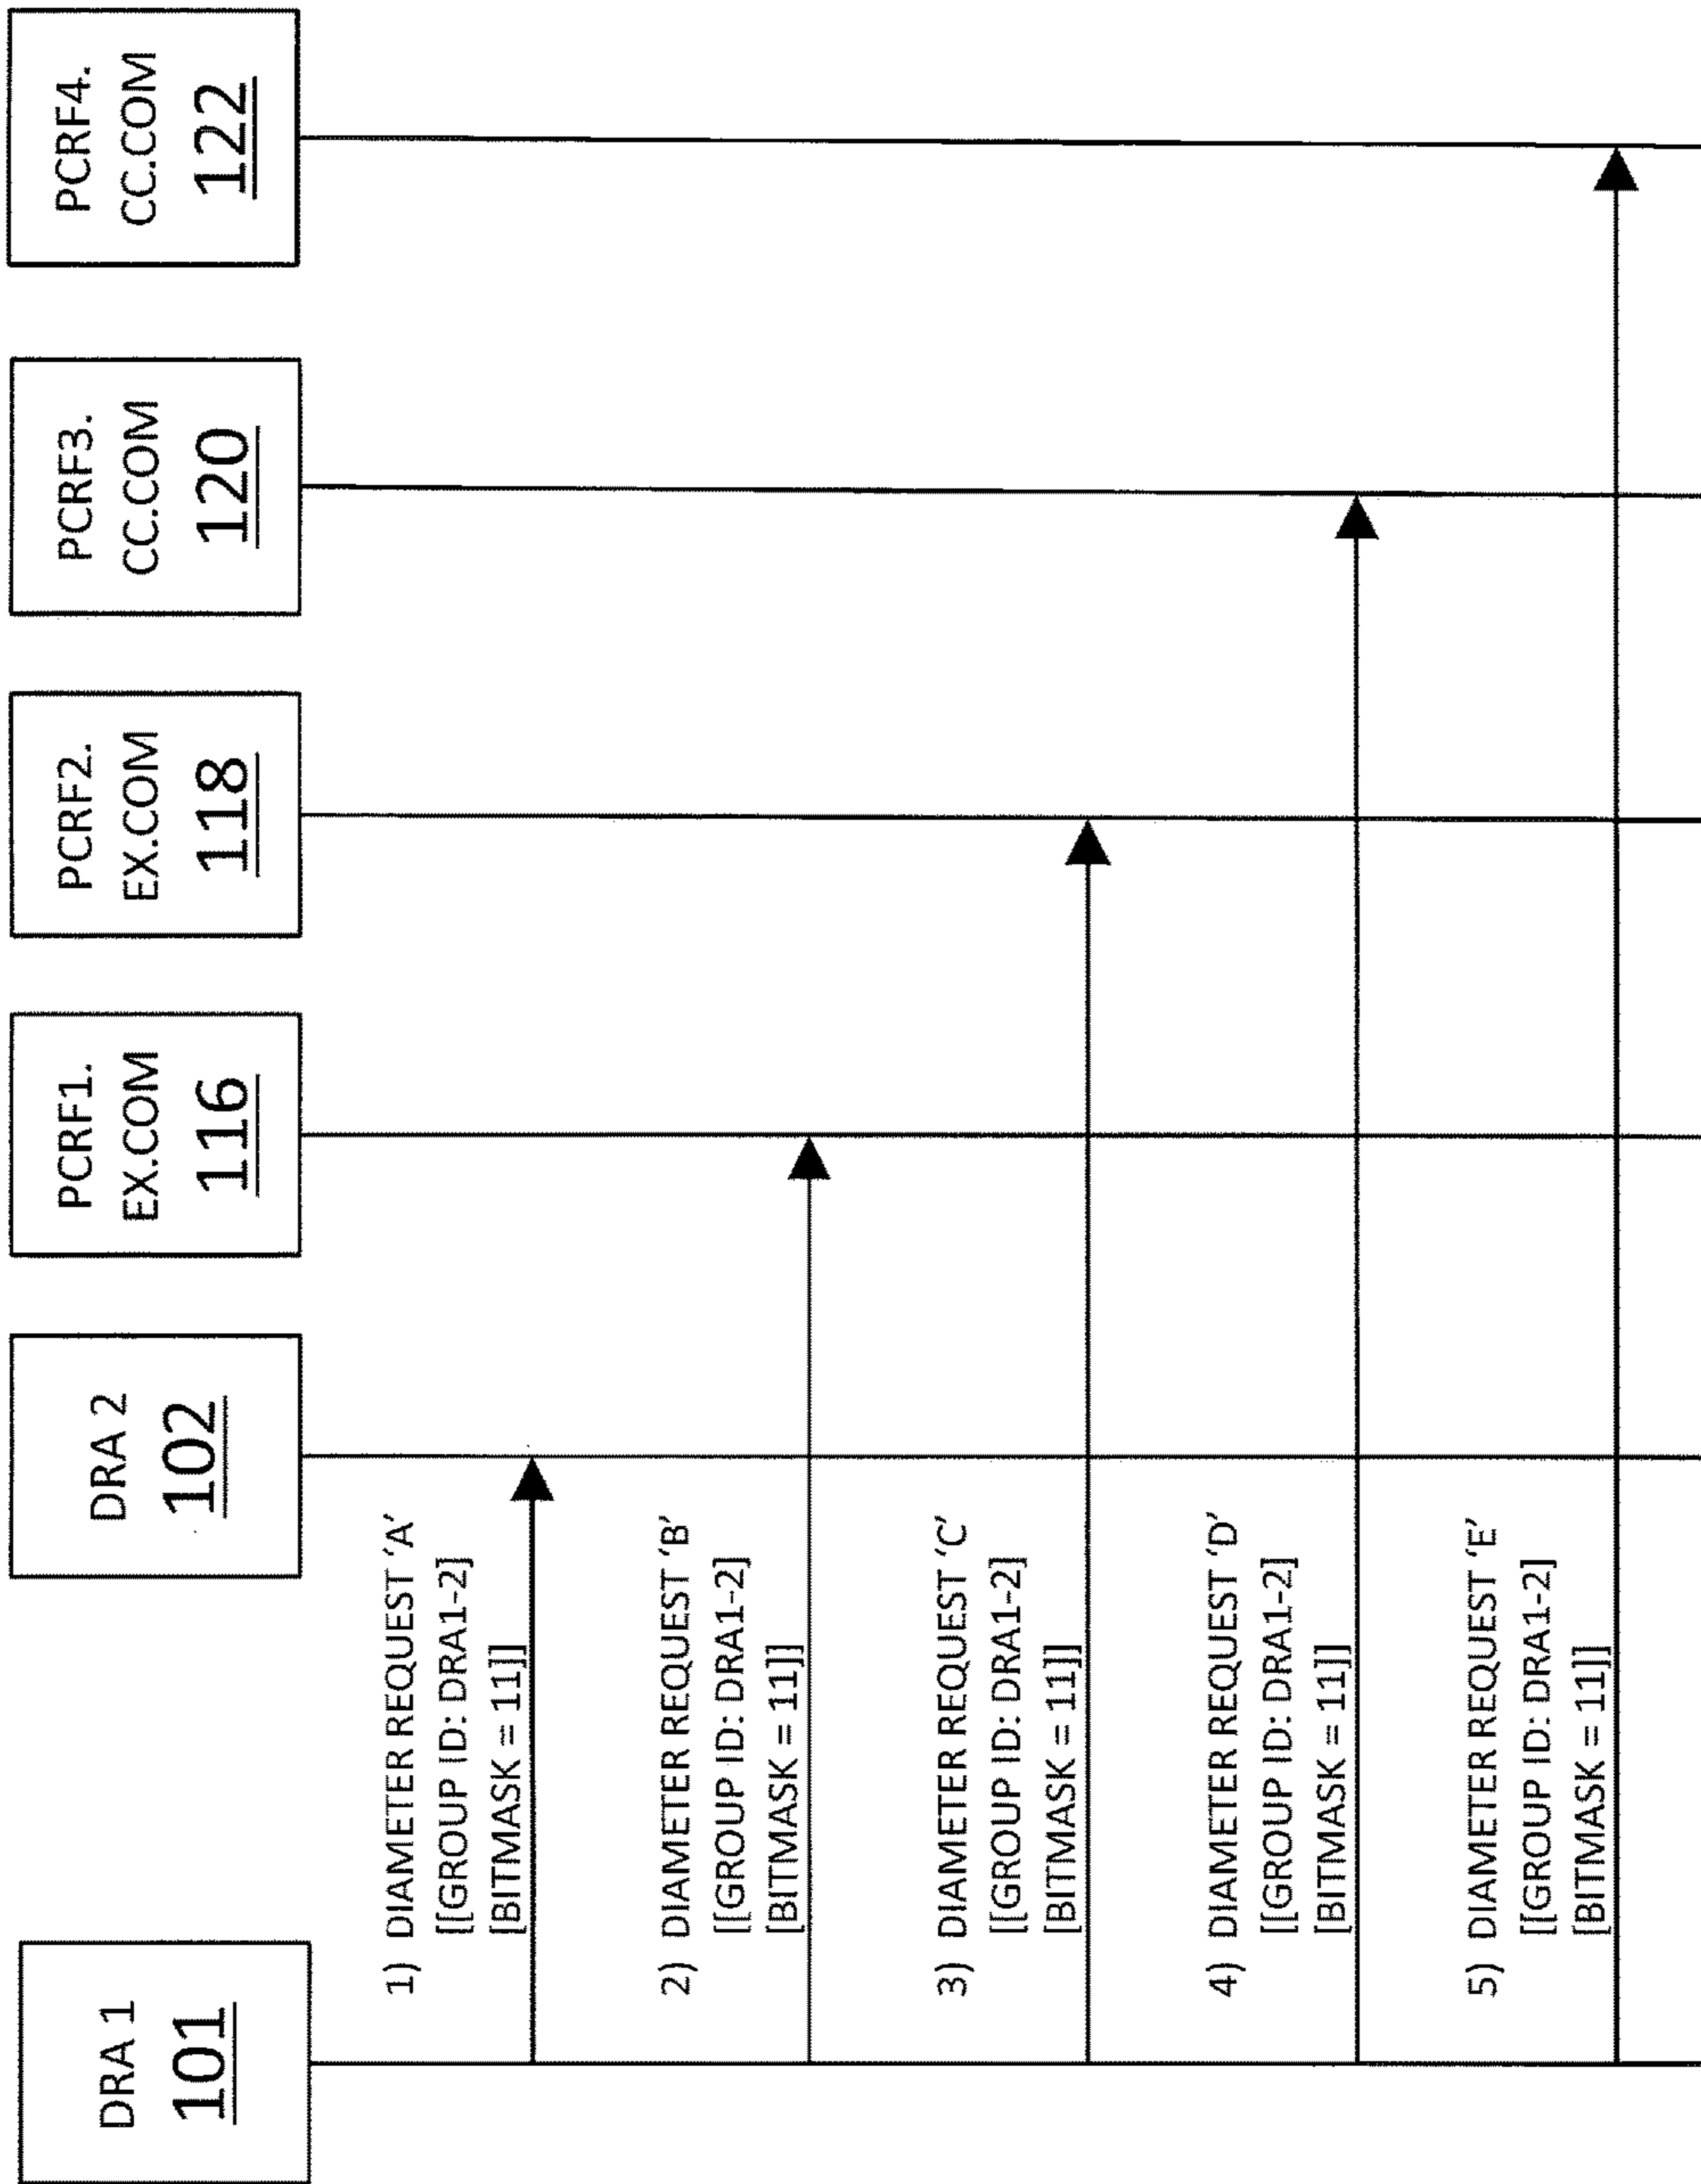 DRA 1
101
DRA 2
102
PCRF1.
EX.COM
116
PCRF2.
EX.COM
118
PCRF3.
CC.COM
120
PCRF4.
CC.COM
122
1) DIAMETER REQUEST ‘A’
[[GROUP ID: DRA1-2]
[BITMASK = 11]]
2) DIAMETER REQUEST ‘B’
[[GROUP ID: DRA1-2]
[BITMASK = 11]]
3) DIAMETER REQUEST ‘C’
[[GROUP ID: DRA1-2]
[BITMASK = 11]]
4) DIAMETER REQUEST ‘D’
[[GROUP ID: DRA1-2]
[BITMASK = 11]]
5) DIAMETER REQUEST ‘E’
[[GROUP ID: DRA1-2]
[BITMASK = 11]]